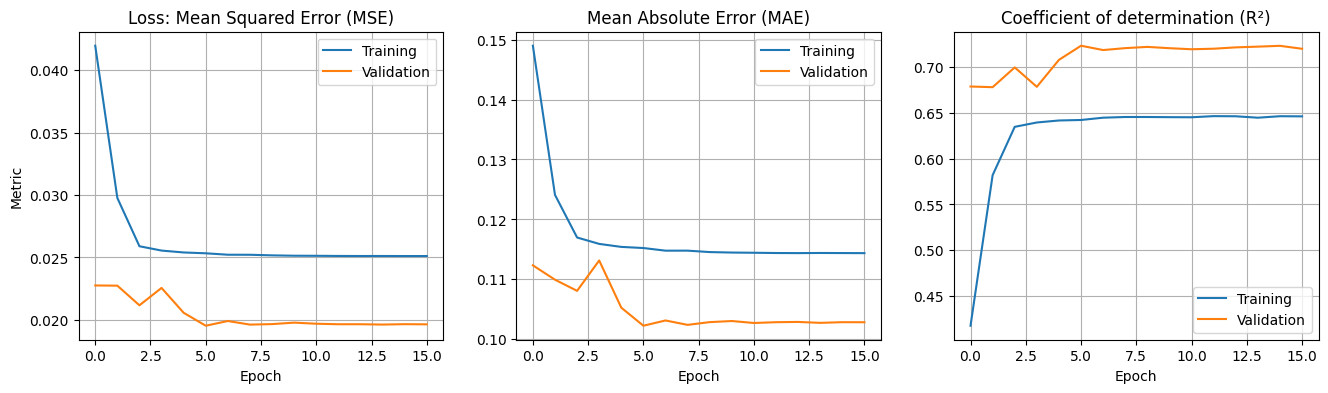 Loss: Mean Squared Error (MSE)
Metric
0.040
0.035
0.030
0.025
0.020
Training
Validation
0.0 2.5 5.0 7.5 10.0 12.5 15.0
Epoch
Mean Absolute Error (MAE)
0.15
0.14
0.13
0.12
0.11
0.10
Training
Validation
0.0 2.5 5.0 7.5 10.0 12.5 15.0
Epoch
Coefficient of determination (R²)
0.70
0.65
0.60
0.55
0.50
0.45
Training
Validation
0.0 2.5 5.0 7.5 10.0 12.5 15.0
Epoch